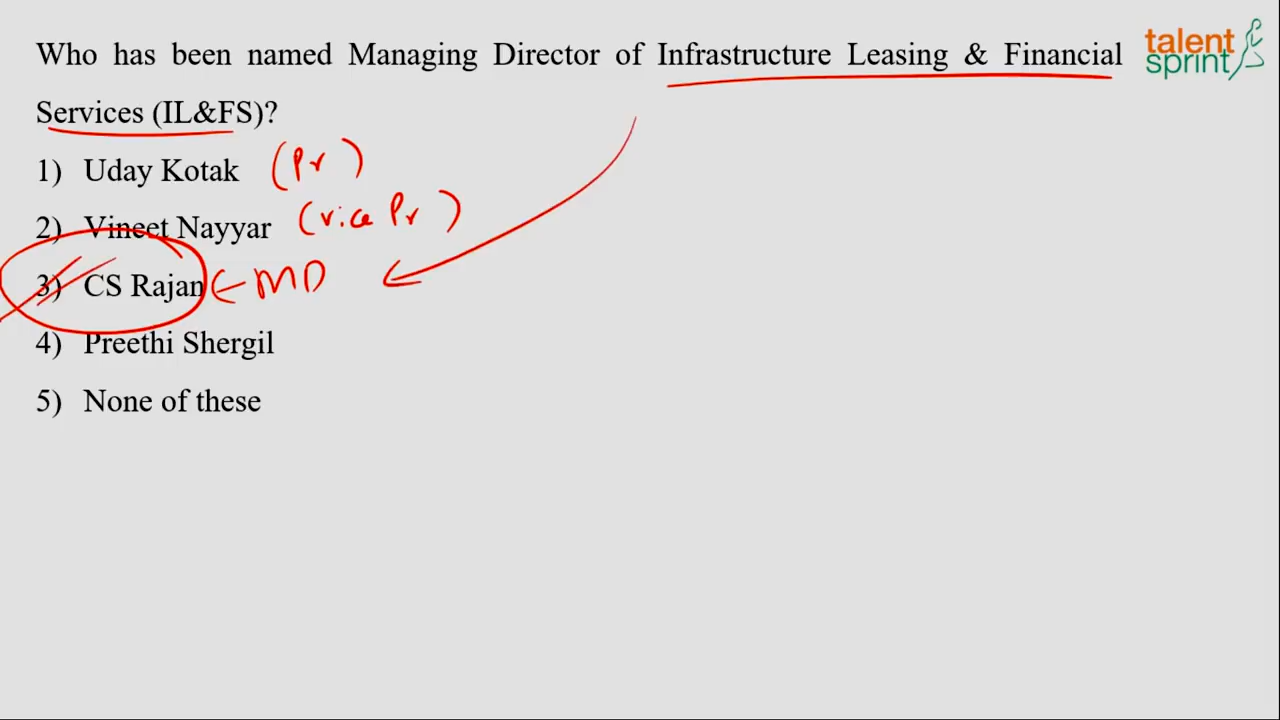 Who has been named Managing Director of Infrastructure Leasing & Financial
Services (IL&FS)?
1) Uday Kotak (Pr)
2) Vineet Nayyar (vice Pr)
3) CS Rajan ← MD
4) Preethi Shergil
5) None of these
talent
sprint